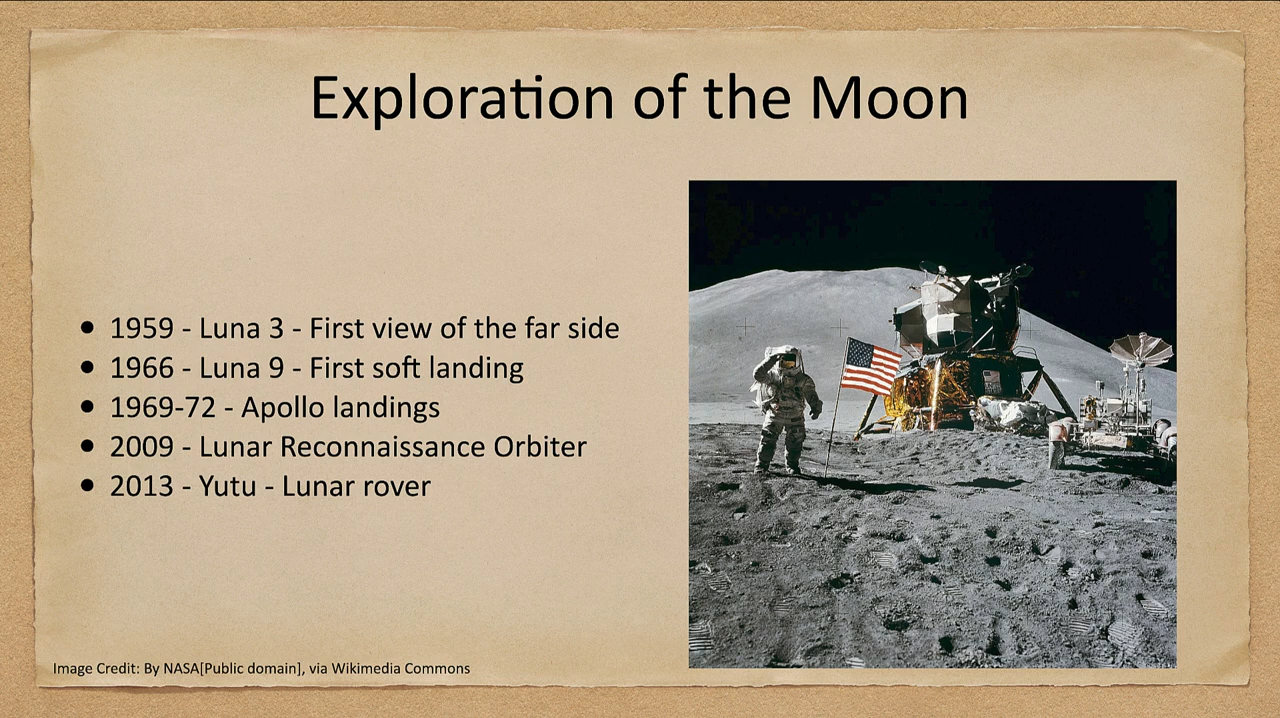 Exploration of the Moon
• 1959 - Luna 3 - First view of the far side
• 1966 - Luna 9 - First soft landing
• 1969-72 - Apollo landings
• 2009 - Lunar Reconnaissance Orbiter
• 2013 - Yutu - Lunar rover
Image Credit: By NASA[Public domain], via Wikimedia Commons